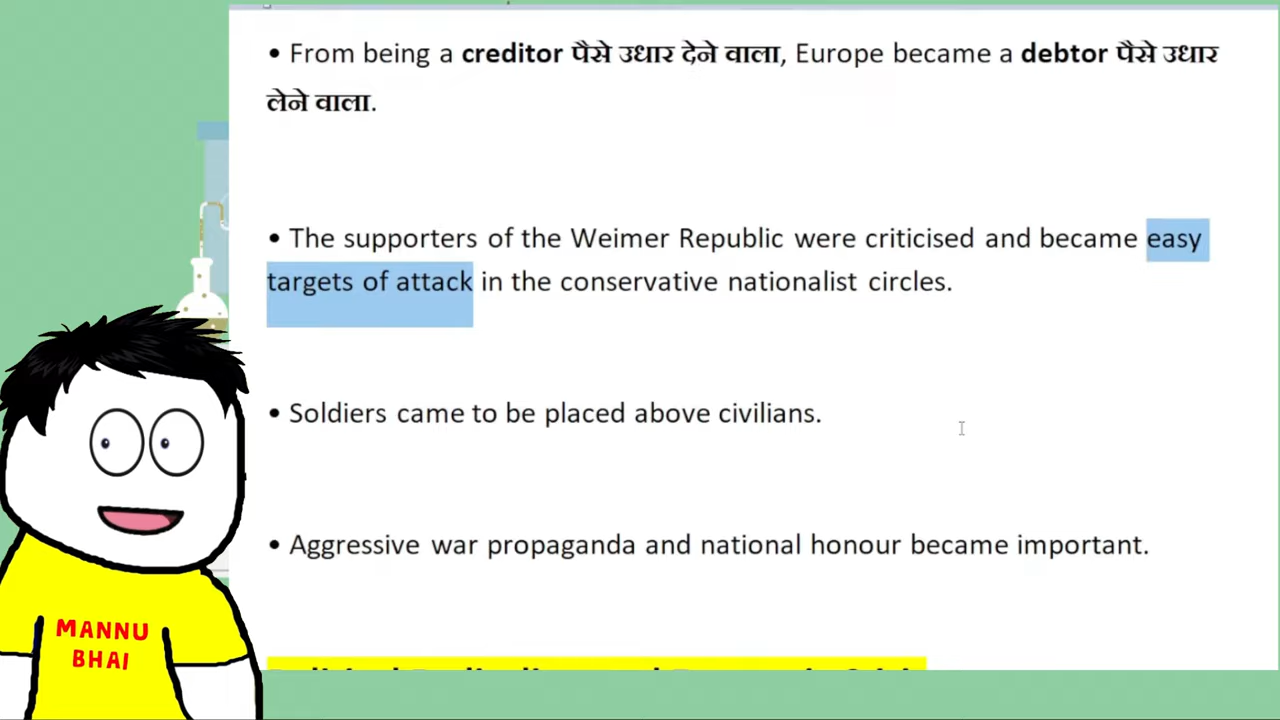 • From being a creditor पैसे उधार देने वाला, Europe became a debtor पैसे उधार
लेने वाला.
• The supporters of the Weimer Republic were criticised and became easy
targets of attack in the conservative nationalist circles.
• Soldiers came to be placed above civilians.
• Aggressive war propaganda and national honour became important.
MANNU
BHAI